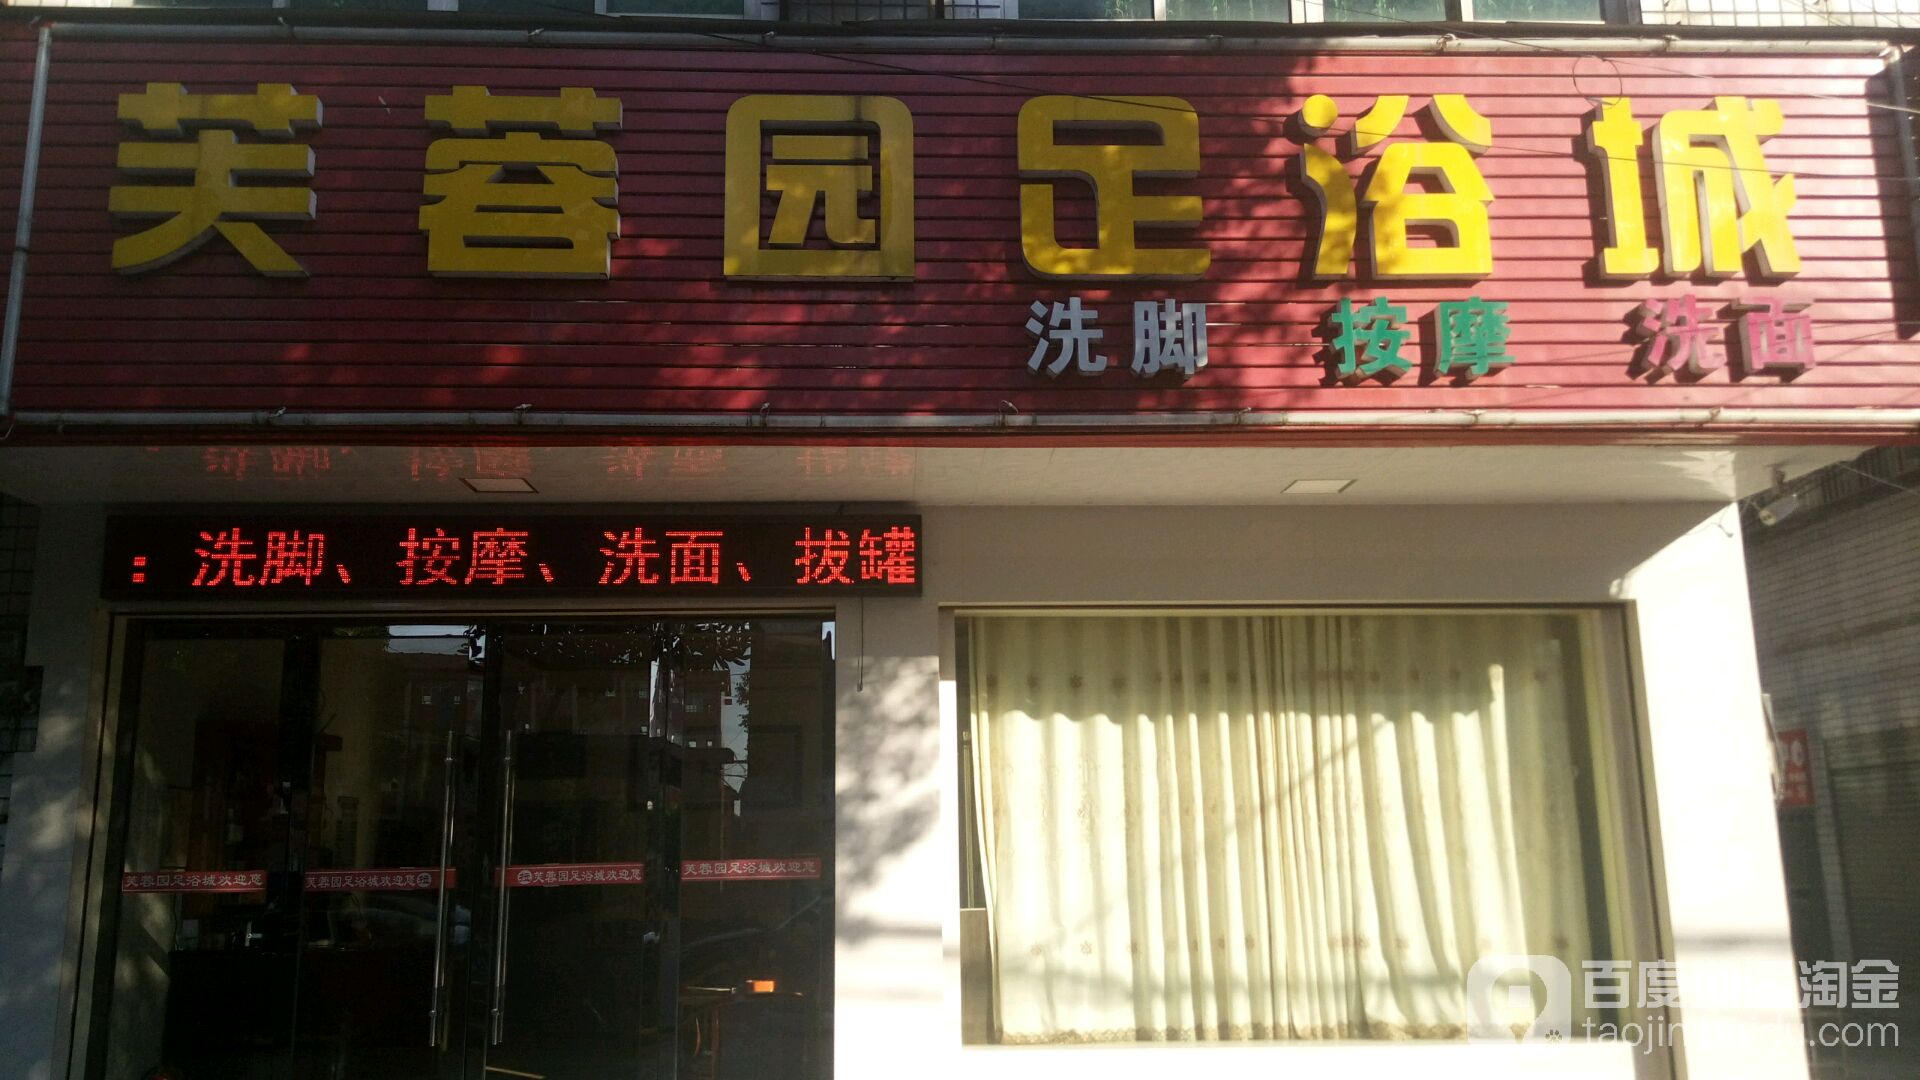 芙蓉园足浴城
洗脚 按摩 洗面
：洗脚、按摩、洗面、拔罐
芙蓉园足浴城欢迎您
芙蓉园足浴城欢迎您 拉
拉 芙蓉园足浴城欢迎您
芙蓉园足浴城欢迎您
百度 淘金